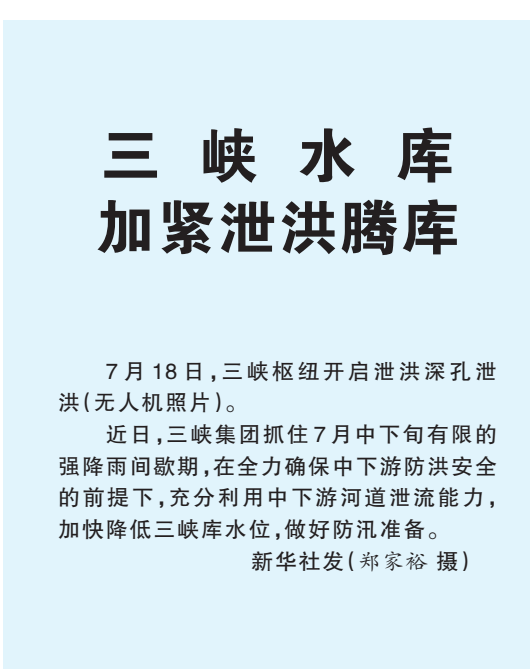 三峡水库
加紧泄洪腾库
7月18日,三峡枢纽开启泄洪深孔泄
洪(无人机照片)。
近日,三峡集团抓住7月中下旬有限的
强降雨间歇期,在全力确保中下游防洪安全
的前提下,充分利用中下游河道泄流能力,
加快降低三峡库水位,做好防汛准备。
新华社发(郑家裕 摄)